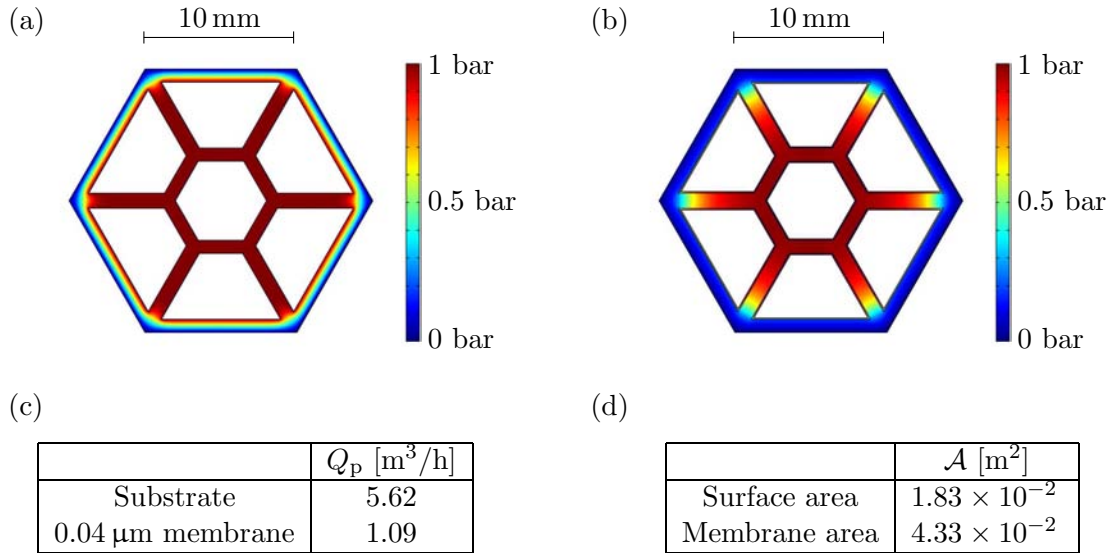 (a) (b)
10 mm 10 mm
1 bar 1 bar
0.5 bar 0.5 bar
0 bar 0 bar
(c) (d)
Qp [m³/h] 𝒜 [m²]
Substrate 5.62 Surface area 1.83 × 10⁻²
0.04 µm membrane 1.09 Membrane area 4.33 × 10⁻²